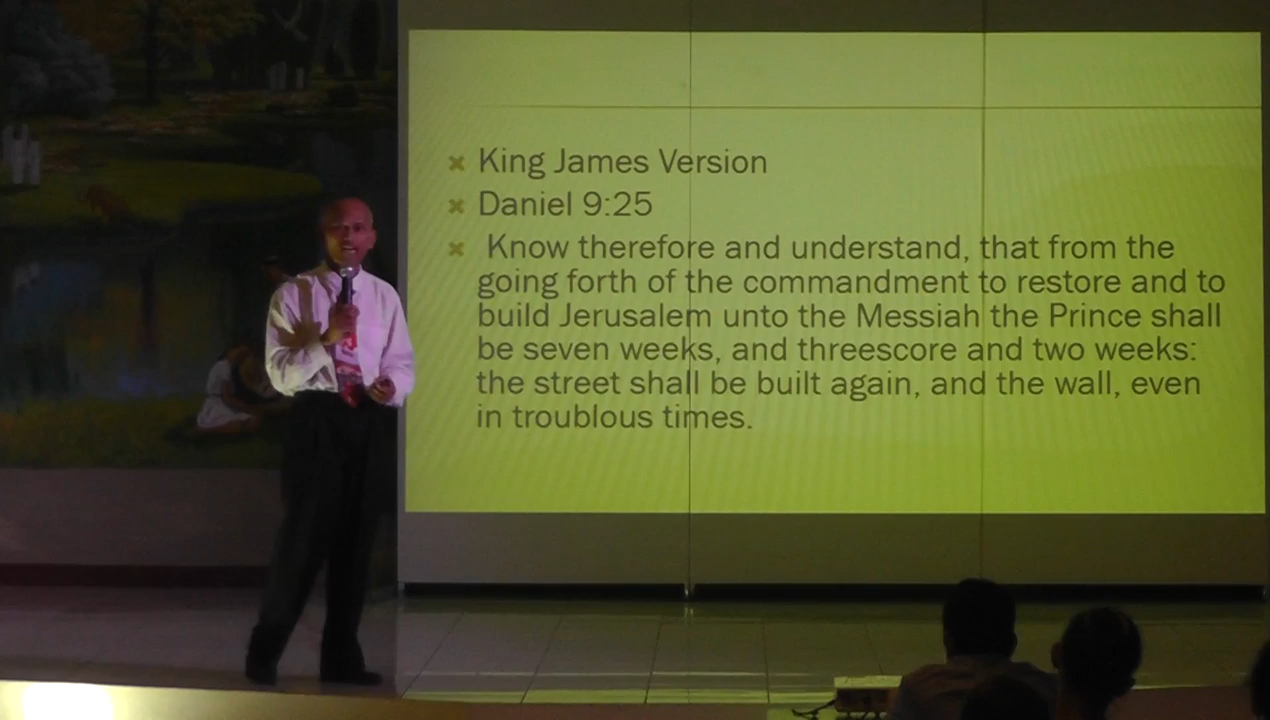 King James Version
Daniel 9:25
Know therefore and understand, that from the
going forth of the commandment to restore and to
build Jerusalem unto the Messiah the Prince shall
be seven weeks, and threescore and two weeks:
the street shall be built again, and the wall, even
in troublous times.